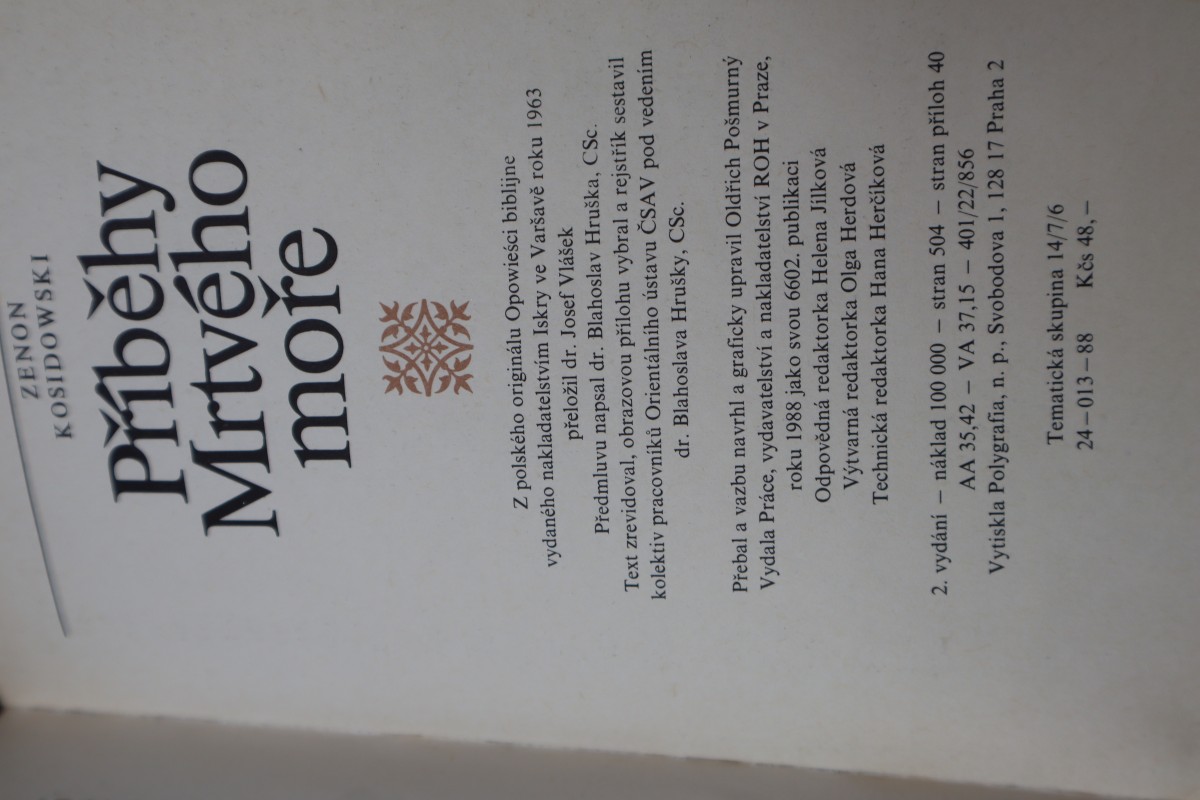 ZENON
KOSIDOWSKI
Příběhy
Mrtvého
moře
Z polského originálu Opowieści biblijne
vydaného nakladatelstvím Iskry ve Varšavě roku 1963
přeložil dr. Josef Vlášek
Předmluvu napsal dr. Blahoslav Hruška, CSc.
Text zrevidoval, obrazovou přílohu vybral a rejstřík sestavil
kolektiv pracovníků Orientálního ústavu ČSAV pod vedením
dr. Blahoslava Hrušky, CSc.
Přebal a vazbu navrhl a graficky upravil Oldřich Pošmurný
Vydala Práce, vydavatelství a nakladatelství ROH v Praze,
roku 1988 jako svou 6602. publikaci
Odpovědná redaktorka Helena Jílková
Výtvarná redaktorka Olga Herdová
Technická redaktorka Hana Herčíková
2. vydání – náklad 100 000 – stran 504 – stran příloh 40
AA 35,42 – VA 37,15 – 401/22/856
Vytiskla Polygrafia, n. p., Svobodova 1, 128 17 Praha 2
Tematická skupina 14/7/6
24–013–88 Kčs 48,–